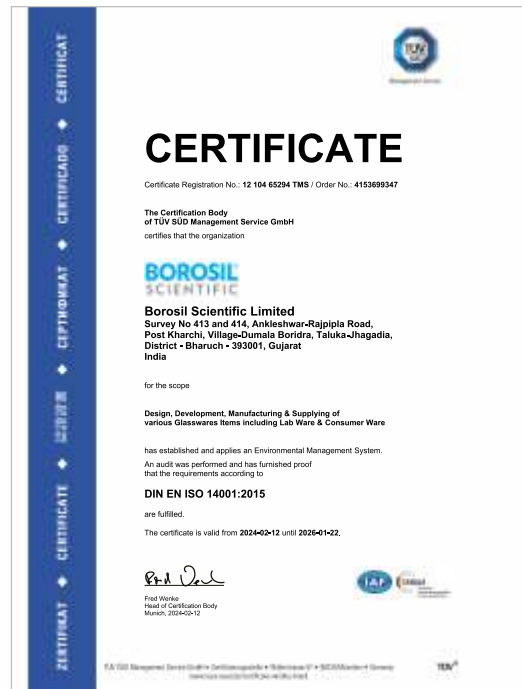 CERTIFICATE
Certificate Registration No.: 12 104 65294 TMS / Order No.: 4153699347
The Certification Body
of TÜV SÜD Management Service GmbH
certifies that the organization
BOROSIL
SCIENTIFIC
Borosil Scientific Limited
Survey No 413 and 414, Ankleshwar-Rajpipla Road,
Post Kharchi, Village-Dumala Boridra, Taluka-Jhagadia,
District - Bharuch - 393001, Gujarat
India
for the scope
Design, Development, Manufacturing & Supplying of
various Glasswares Items including Lab Ware & Consumer Ware
has established and applies an Environmental Management System.
An audit was performed and has furnished proof
that the requirements according to
DIN EN ISO 14001:2015
are fulfilled.
The certificate is valid from 2024-02-12 until 2026-01-22.
Fred Wenke
Head of Certification Body
Munich, 2024-02-12
IAF
TÜV®
ZERTIFIKAT ◆ CERTIFICATE ◆
◆ СЕРТИФИКАТ ◆ CERTIFICADO ◆ CERTIFICAT